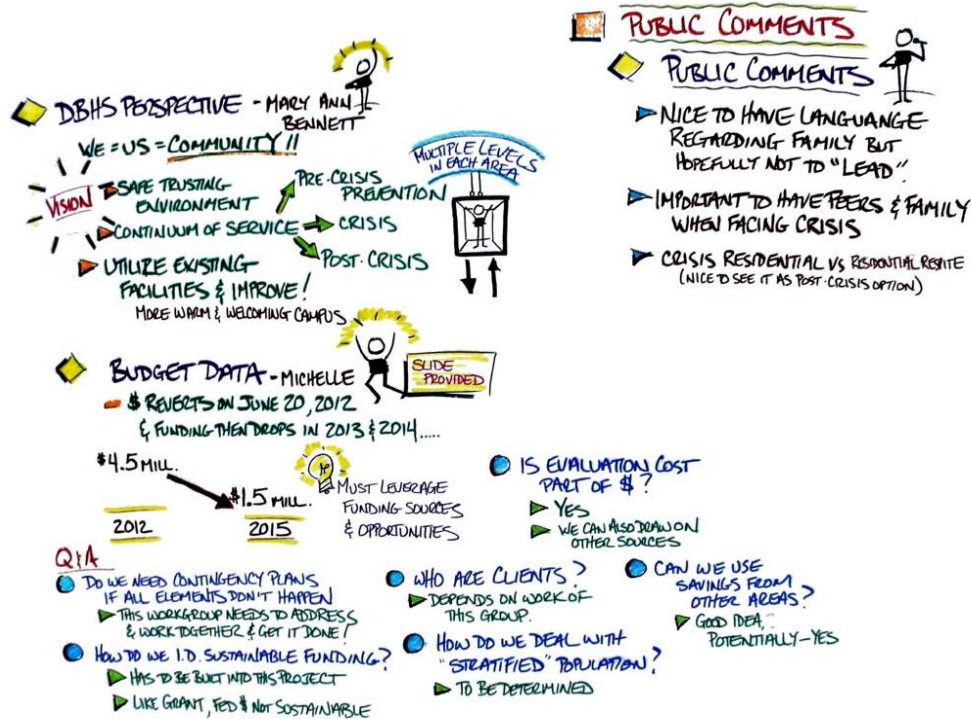 DBHS PERSPECTIVE - MARY ANN
BENNETT
WE = US = COMMUNITY !!
VISION
SAFE TRUSTING
ENVIRONMENT
CONTINUUM OF SERVICE
PRE-CRISIS
PREVENTION
CRISIS
POST-CRISIS
UTILIZE EXISTING
FACILITIES & IMPROVE!
MORE WARM & WELCOMING CAMPUS
MULTIPLE LEVELS
IN EACH AREA
BUDGET DATA - MICHELLE
SLIDE
PROVIDED
$ REVERTS ON JUNE 20, 2012
& FUNDING THEN DROPS IN 2013 & 2014.....
$4.5 MILL.
$1.5 MILL.
2012
2015
MUST LEVERAGE
FUNDING SOURCES
& OPPORTUNITIES
Q&A
DO WE NEED CONTINGENCY PLANS
IF ALL ELEMENTS DON'T HAPPEN
THIS WORKGROUP NEEDS TO ADDRESS
& WORK TOGETHER & GET IT DONE!
HOW DO WE I.D. SUSTAINABLE FUNDING?
HAS TO BE BUILT INTO THIS PROJECT
LIKE GRANT, FED $ NOT SUSTAINABLE
WHO ARE CLIENTS?
DEPENDS ON WORK OF
THIS GROUP.
HOW DO WE DEAL WITH
"STRATIFIED" POPULATION?
TO BE DETERMINED
IS EVALUATION COST
PART OF $?
YES
WE CAN ALSO DRAW ON
OTHER SOURCES
CAN WE USE
SAVINGS FROM
OTHER AREAS?
GOOD IDEA,
POTENTIALLY - YES
PUBLIC COMMENTS
PUBLIC COMMENTS
NICE TO HAVE LANGUANGE
REGARDING FAMILY BUT
HOPEFULLY NOT TO "LEAD".
IMPORTANT TO HAVE PEERS & FAMILY
WHEN FACING CRISIS
CRISIS RESIDENTIAL VS RESIDENTIAL RESPITE
(NICE TO SEE IT AS POST-CRISIS OPTION)